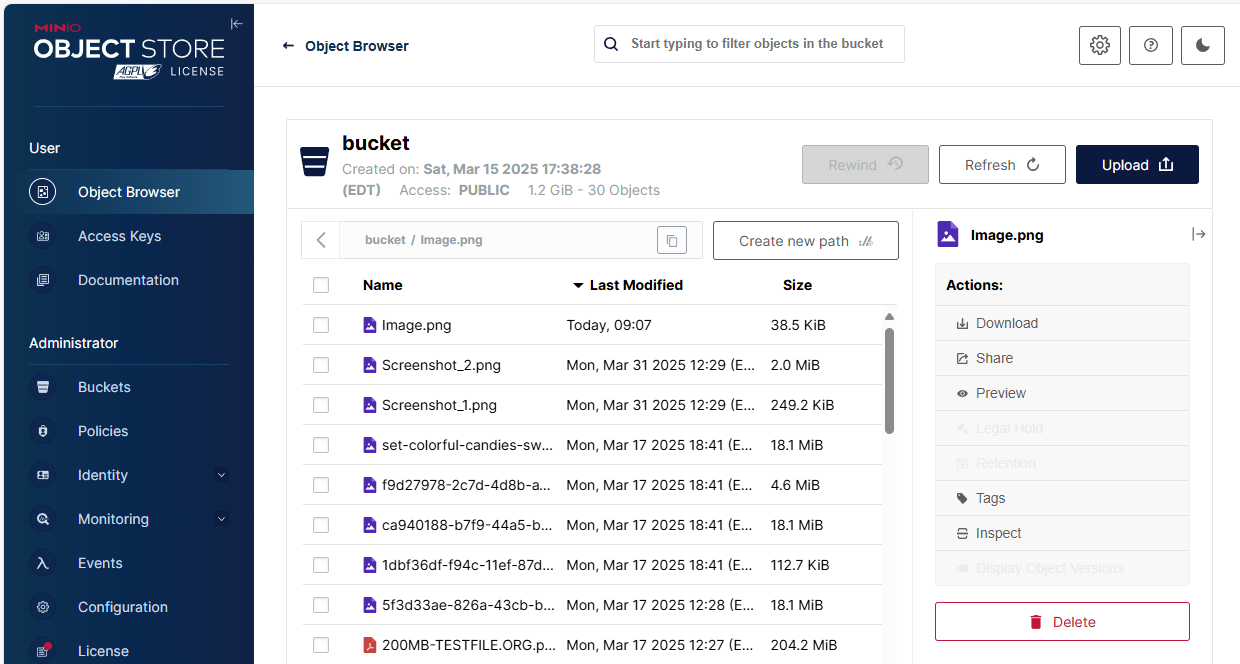 MINIO
OBJECT STORE
AGPLv3 LICENSE
User
Object Browser
Access Keys
Documentation
Administrator
Buckets
Policies
Identity
Monitoring
Events
Configuration
License
Object Browser
Start typing to filter objects in the bucket
bucket
Created on: Sat, Mar 15 2025 17:38:28
(EDT) Access: PUBLIC 1.2 GiB - 30 Objects
Rewind
Refresh
Upload
bucket / Image.png
Create new path
Name Last Modified Size
Image.png Today, 09:07 38.5 KiB
Screenshot_2.png Mon, Mar 31 2025 12:29 (E... 2.0 MiB
Screenshot_1.png Mon, Mar 31 2025 12:29 (E... 249.2 KiB
set-colorful-candies-sw... Mon, Mar 17 2025 18:41 (E... 18.1 MiB
f9d27978-2c7d-4d8b-a... Mon, Mar 17 2025 18:41 (E... 4.6 MiB
ca940188-b7f9-44a5-b... Mon, Mar 17 2025 18:41 (E... 18.1 MiB
1dbf36df-f94c-11ef-87d... Mon, Mar 17 2025 18:41 (E... 112.7 KiB
5f3d33ae-826a-43cb-b... Mon, Mar 17 2025 12:28 (E... 18.1 MiB
200MB-TESTFILE.ORG.p... Mon, Mar 17 2025 12:27 (E... 204.2 MiB
Image.png
Actions:
Download
Share
Preview
Legal Hold
Retention
Tags
Inspect
Display Object Versions
Delete